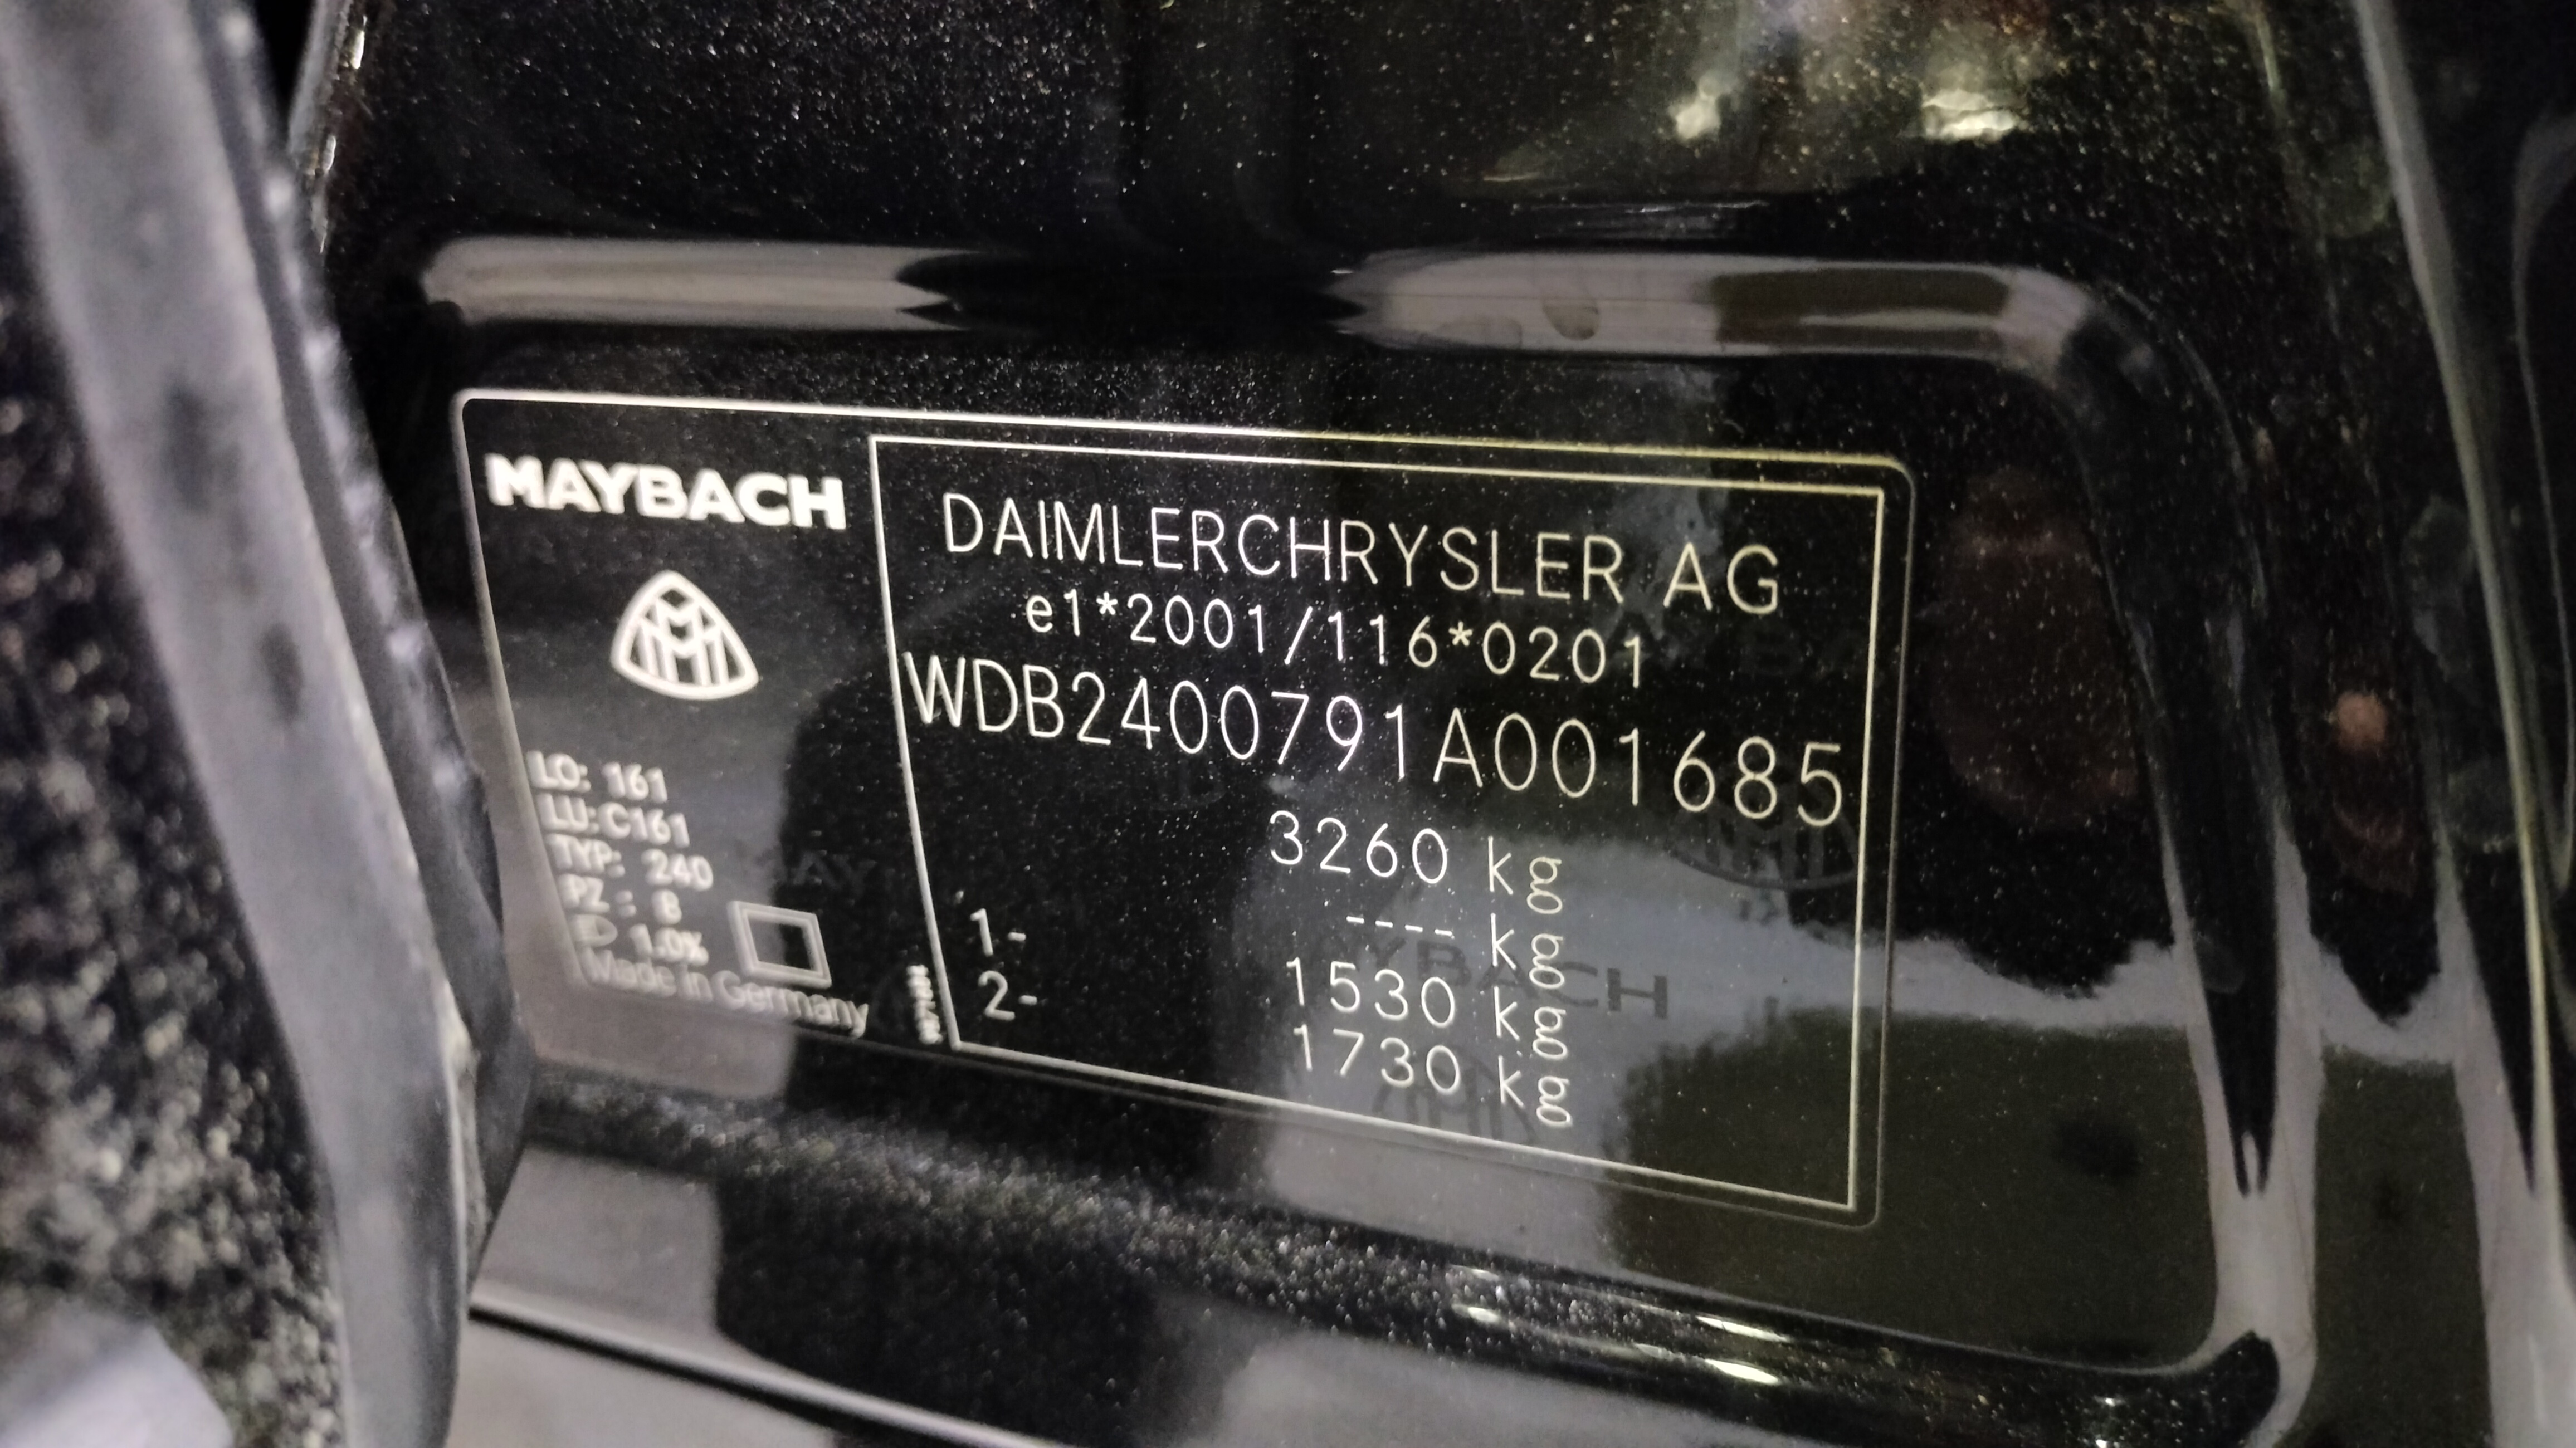 MAYBACH
LO: 161
LU: C161
TYP: 240
PZ: B
1.0%
Made in Germany
DAIMLERCHRYSLER AG
e1*2001/116*0201
WDB2400791A001685
3260 kg
---- kg
1- 1530 kg
2- 1730 kg